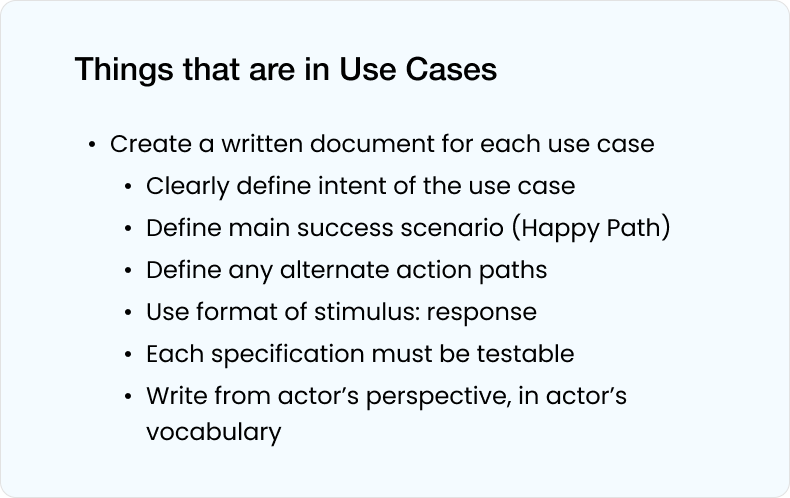 Things that are in Use Cases
• Create a written document for each use case
• Clearly define intent of the use case
• Define main success scenario (Happy Path)
• Define any alternate action paths
• Use format of stimulus: response
• Each specification must be testable
• Write from actor’s perspective, in actor’s
vocabulary